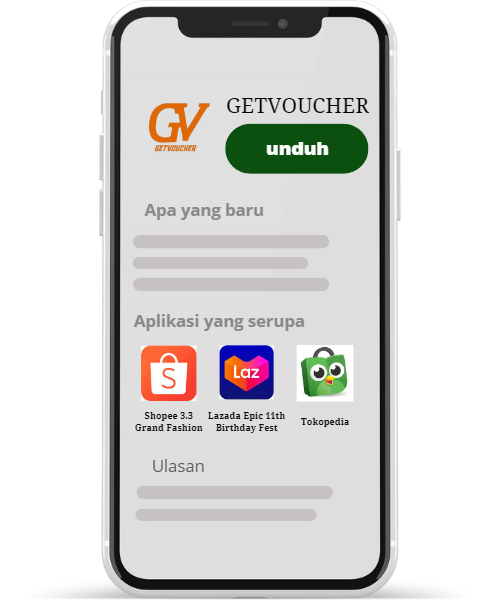 GETVOUCHER
GV
GETVOUCHER
unduh
Apa yang baru
Aplikasi yang serupa
S
Laz
Shopee 3.3
Grand Fashion
Lazada Epic 11th
Birthday Fest
Tokopedia
Ulasan